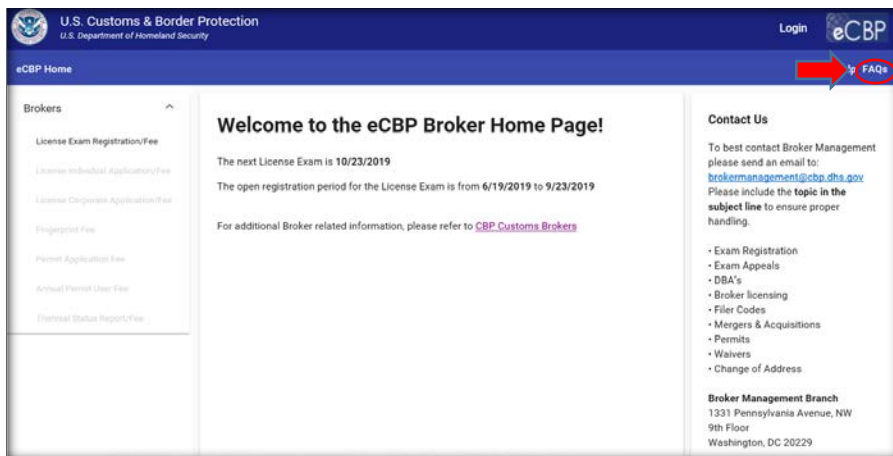 U.S. Customs & Border Protection
U.S. Department of Homeland Security
Login
eCBP
eCBP Home
lp
FAQs
Brokers
License Exam Registration/Fee
License Individual Application/Fee
License Corporate Application/Fee
Fingerprint Fee
Permit Application Fee
Annual Permit User Fee
Triennial Status Report/Fee
Welcome to the eCBP Broker Home Page!
The next License Exam is 10/23/2019
The open registration period for the License Exam is from 6/19/2019 to 9/23/2019
For additional Broker related information, please refer to CBP Customs Brokers
Contact Us
To best contact Broker Management
please send an email to:
brokermanagement@cbp.dhs.gov
Please include the topic in the
subject line to ensure proper
handling.
• Exam Registration
• Exam Appeals
• DBA's
• Broker licensing
• Filer Codes
• Mergers & Acquisitions
• Permits
• Waivers
• Change of Address
Broker Management Branch
1331 Pennsylvania Avenue, NW
9th Floor
Washington, DC 20229